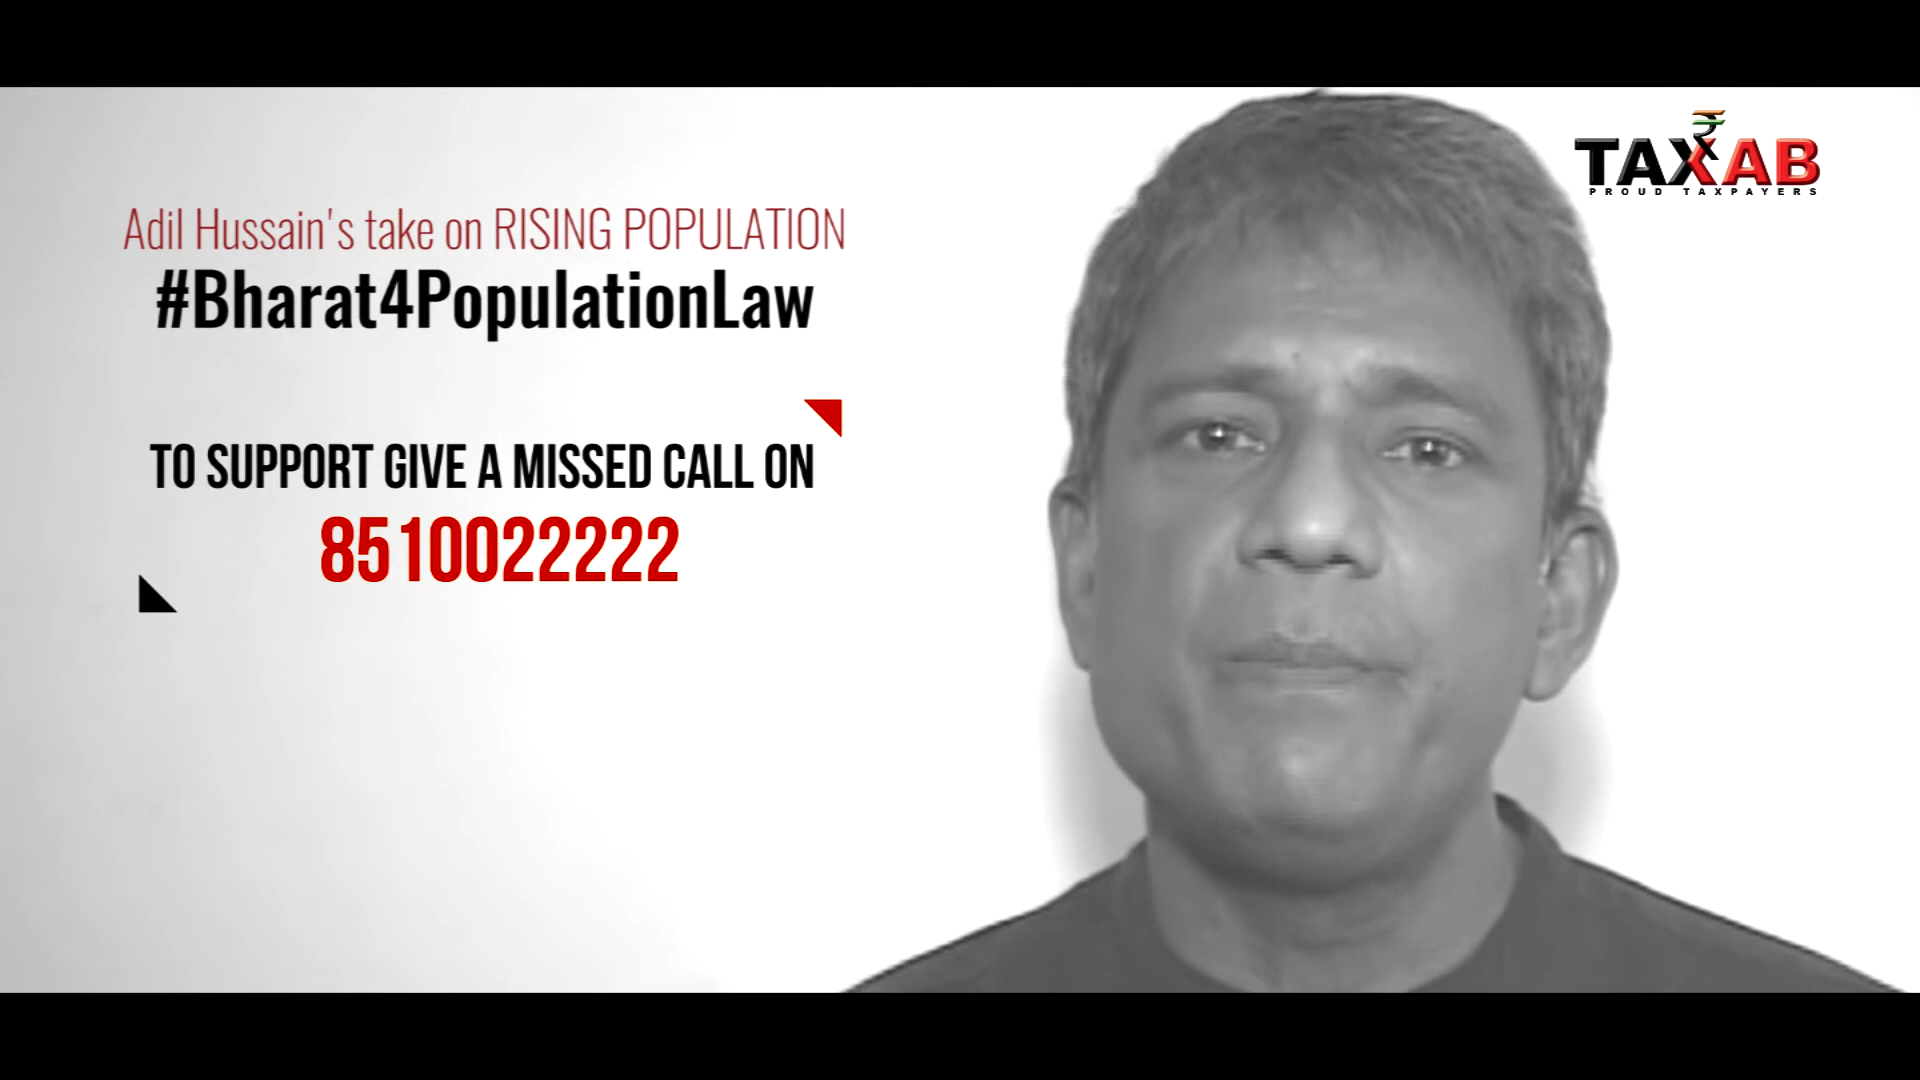 TAXAB
PROUD TAXPAYERS
Adil Hussain's take on RISING POPULATION
#Bharat4PopulationLaw
TO SUPPORT GIVE A MISSED CALL ON
8510022222